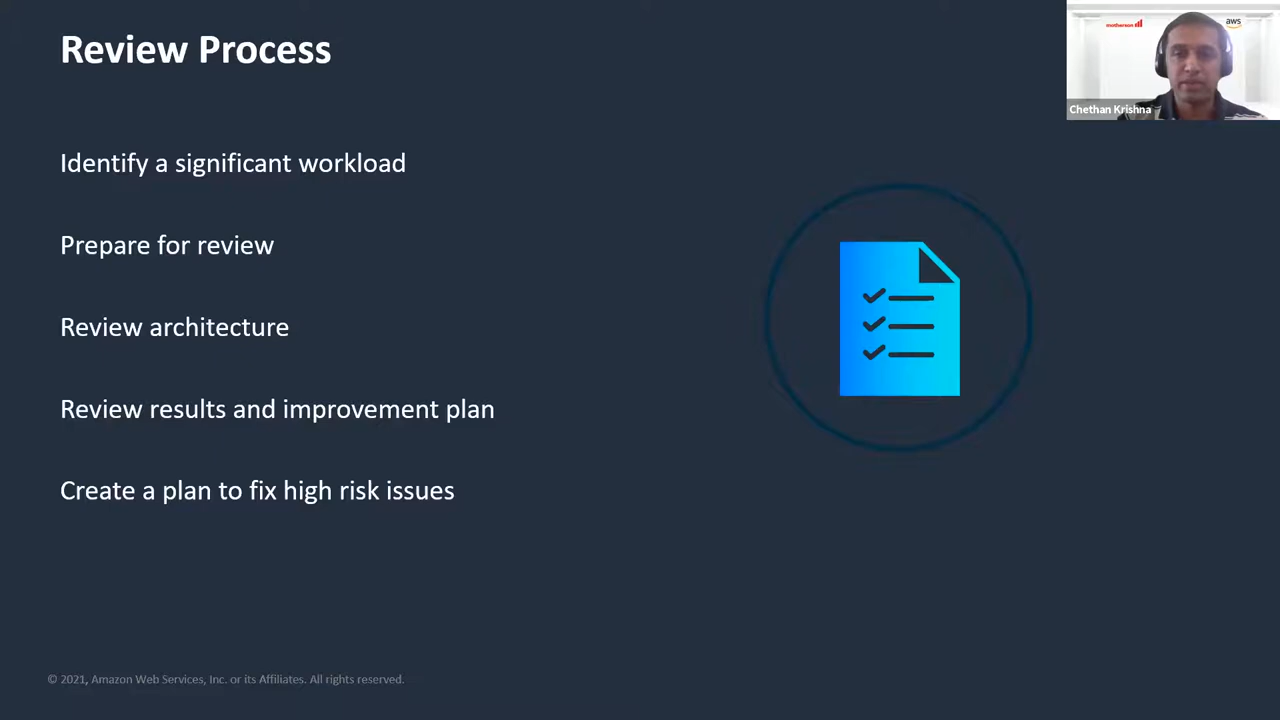 Review Process
motherson
aws
Chethan Krishna
Identify a significant workload
Prepare for review
Review architecture
Review results and improvement plan
Create a plan to fix high risk issues
© 2021, Amazon Web Services, Inc. or its Affiliates. All rights reserved.